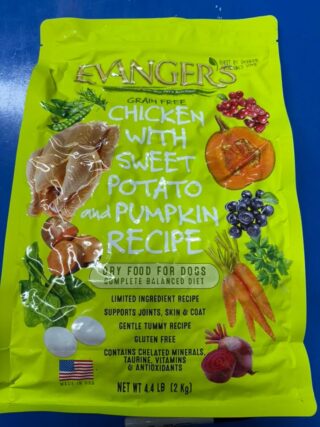 EVANGER'S
GRAIN FREE
CHICKEN
WITH
SWEET
POTATO
and PUMPKIN
RECIPE
DRY FOOD FOR DOGS
COMPLETE BALANCED DIET
LIMITED INGREDIENT RECIPE
SUPPORTS JOINTS, SKIN & COAT
GENTLE TUMMY RECIPE
GLUTEN FREE
CONTAINS CHELATED MINERALS,
TAURINE, VITAMINS
& ANTIOXIDANTS
MADE IN USA
NET WT 4.4 LB (2 Kg)